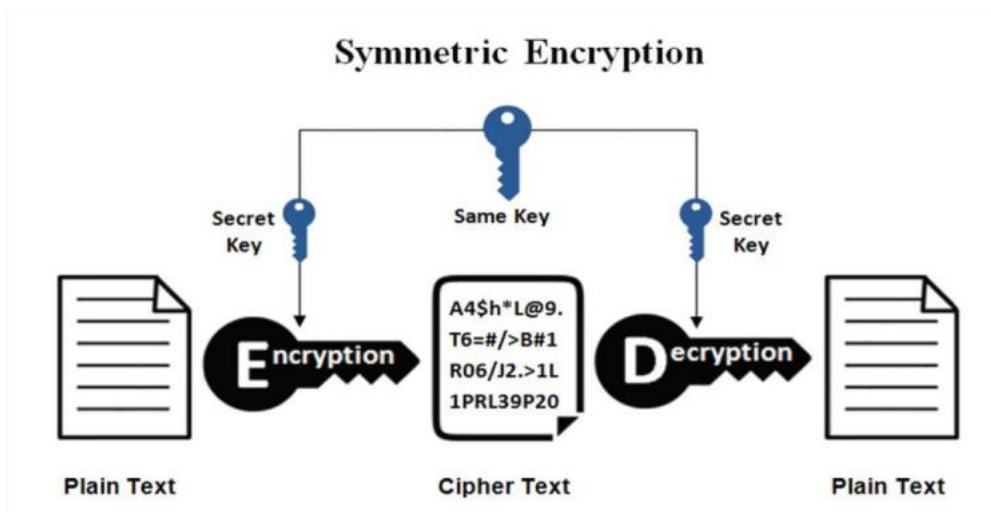 Symmetric Encryption
Secret
Key
Same Key
Secret
Key
Encryption
A4$h*L@9.
T6=#/>B#1
R06/J2.>1L
1PRL39P20
Decryption
Plain Text
Cipher Text
Plain Text